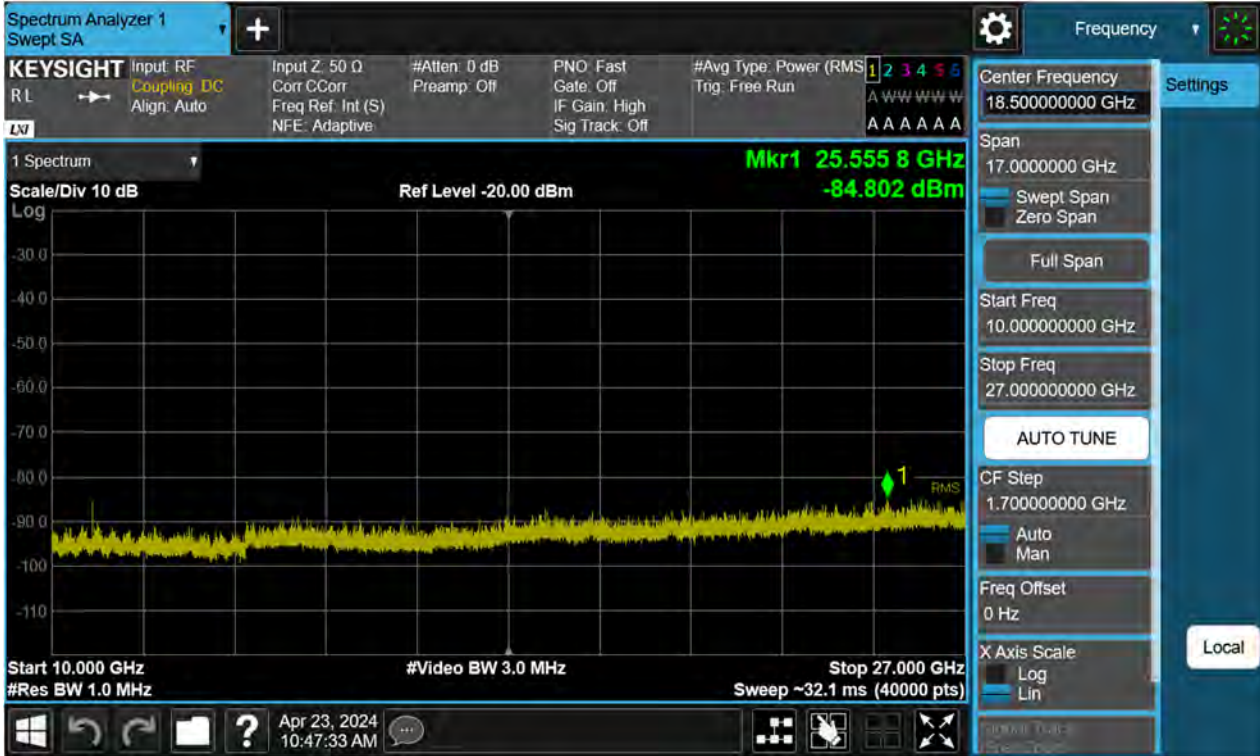 Spectrum Analyzer 1
Swept SA
+
Frequency
KEYSIGHT
R L
LXI
Input: RF
Coupling: DC
Align: Auto
Input Z: 50 Ω
Corr CCorr
Freq Ref: Int (S)
NFE: Adaptive
#Atten: 0 dB
Preamp: Off
PNO: Fast
Gate: Off
IF Gain: High
Sig Track: Off
#Avg Type: Power (RMS
Trig: Free Run
1 2 3 4 5 6
A W W W W W
A A A A A A
1 Spectrum
Scale/Div 10 dB
Ref Level -20.00 dBm
Mkr1 25.555 8 GHz
-84.802 dBm
Log
-30.0
-40.0
-50.0
-60.0
-70.0
-80.0
-90.0
-100
-110
1
RMS
Start 10.000 GHz
#Video BW 3.0 MHz
Stop 27.000 GHz
#Res BW 1.0 MHz
Sweep ~32.1 ms (40000 pts)
Center Frequency
18.500000000 GHz
Span
17.0000000 GHz
Swept Span
Zero Span
Full Span
Start Freq
10.000000000 GHz
Stop Freq
27.000000000 GHz
AUTO TUNE
CF Step
1.700000000 GHz
Auto
Man
Freq Offset
0 Hz
X Axis Scale
Log
Lin
Settings
Local
?
Apr 23, 2024
10:47:33 AM